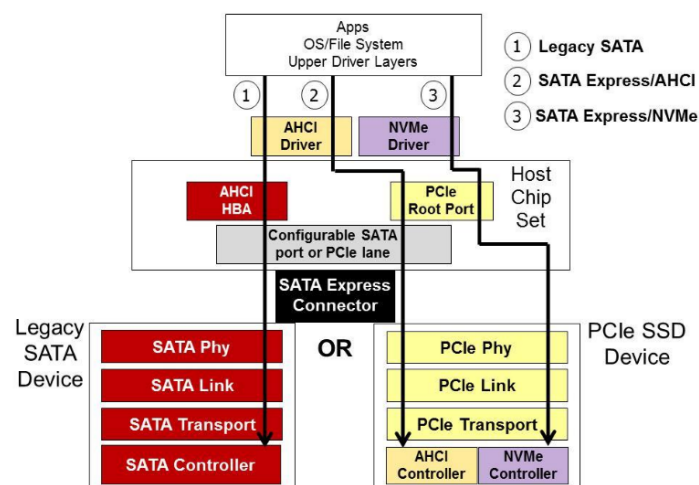 Apps
OS/File System
Upper Driver Layers
1 Legacy SATA
2 SATA Express/AHCI
3 SATA Express/NVMe
1
2
3
AHCI
Driver
NVMe
Driver
Host
Chip
Set
AHCI
HBA
PCIe
Root Port
Configurable SATA
port or PCIe lane
SATA Express
Connector
Legacy
SATA
Device
OR
PCIe SSD
Device
SATA Phy
SATA Link
SATA Transport
SATA Controller
PCIe Phy
PCIe Link
PCIe Transport
AHCI
Controller
NVMe
Controller